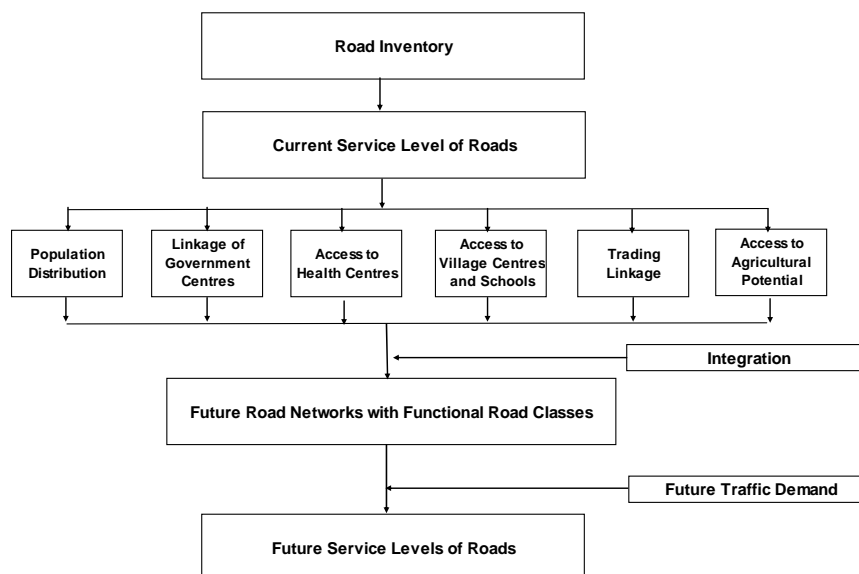 Road Inventory
Current Service Level of Roads
Population
Distribution
Linkage of
Government
Centres
Access to
Health Centres
Access to
Village Centres
and Schools
Trading
Linkage
Access to
Agricultural
Potential
Integration
Future Road Networks with Functional Road Classes
Future Traffic Demand
Future Service Levels of Roads